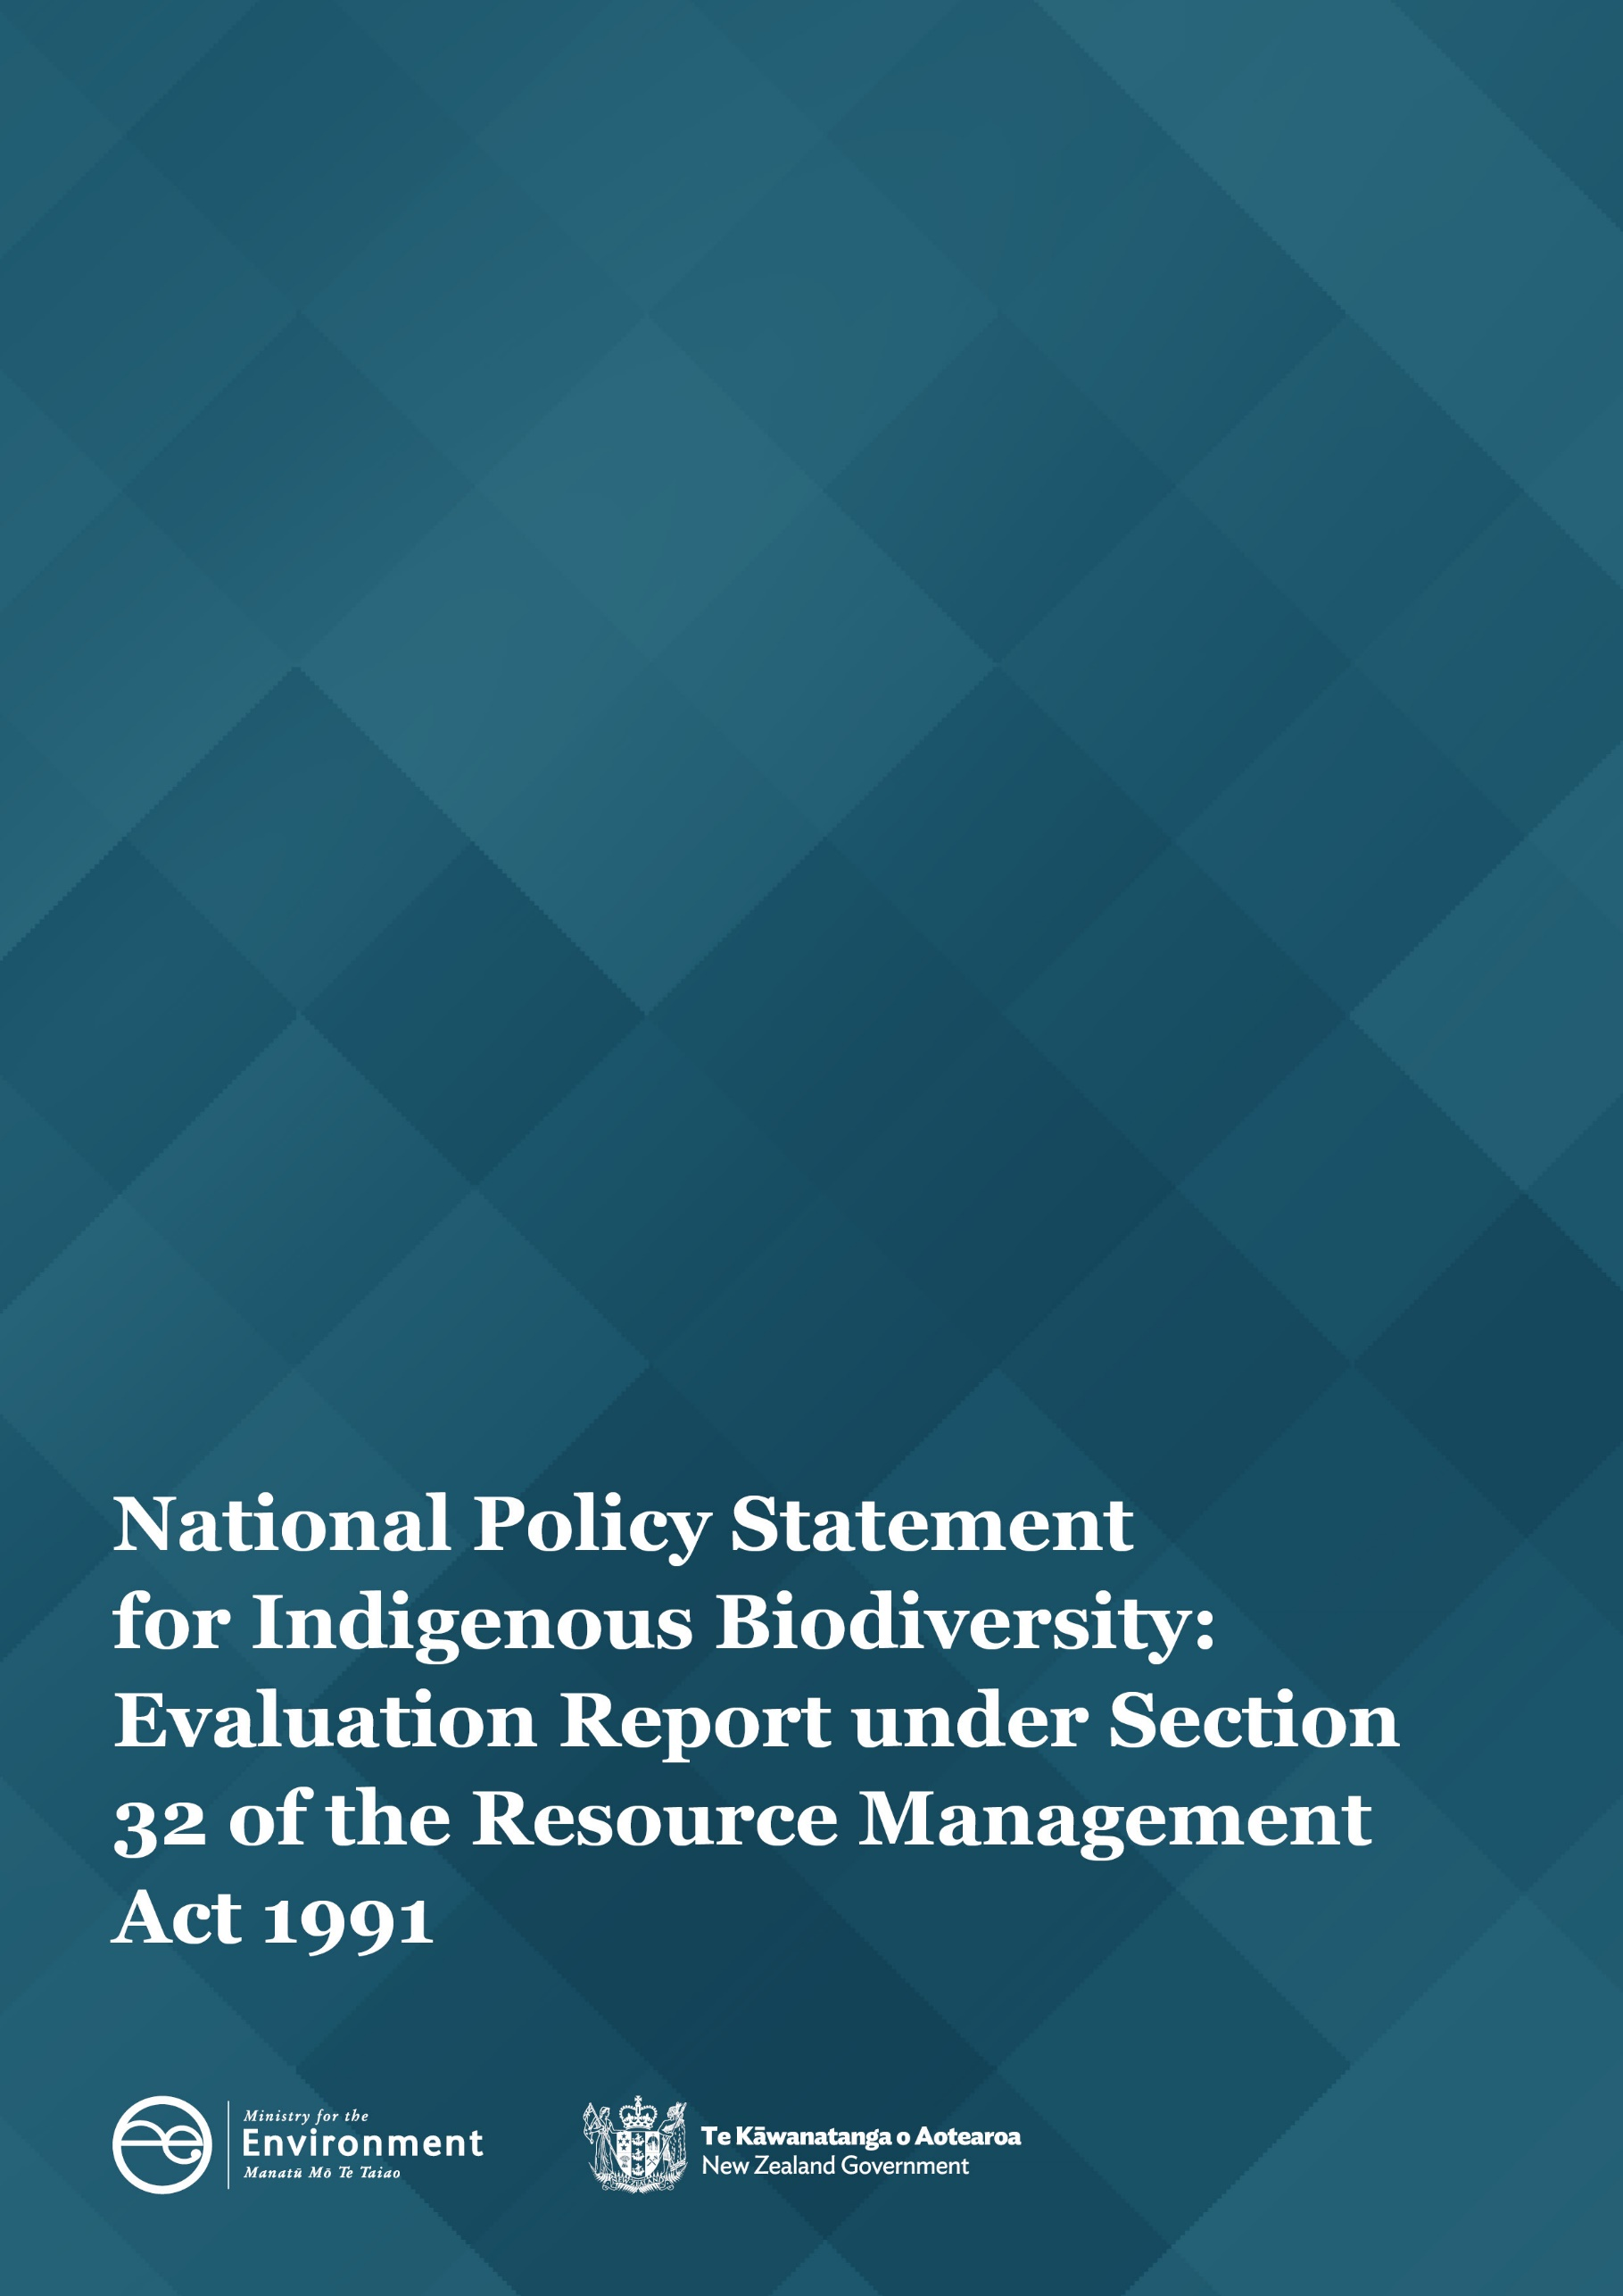 National Policy Statement
for Indigenous Biodiversity:
Evaluation Report under Section
32 of the Resource Management
Act 1991
Ministry for the
Environment
Manatū Mō Te Taiao
Te Kāwanatanga o Aotearoa
New Zealand Government